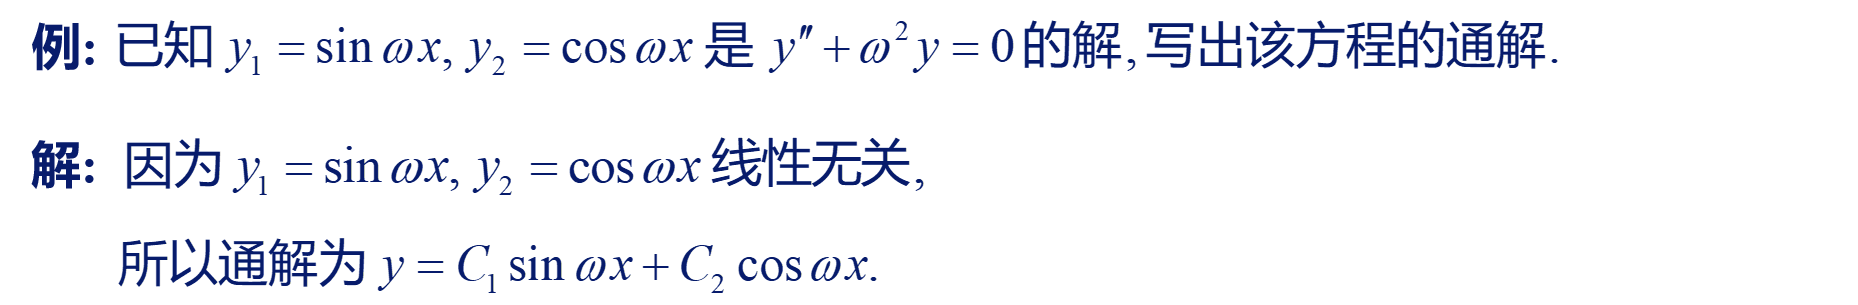 例: 已知 y₁ = sin ωx, y₂ = cos ωx 是 y″ + ω² y = 0 的解, 写出该方程的通解.
解: 因为 y₁ = sin ωx, y₂ = cos ωx 线性无关,
所以通解为 y = C₁ sin ωx + C₂ cos ωx.